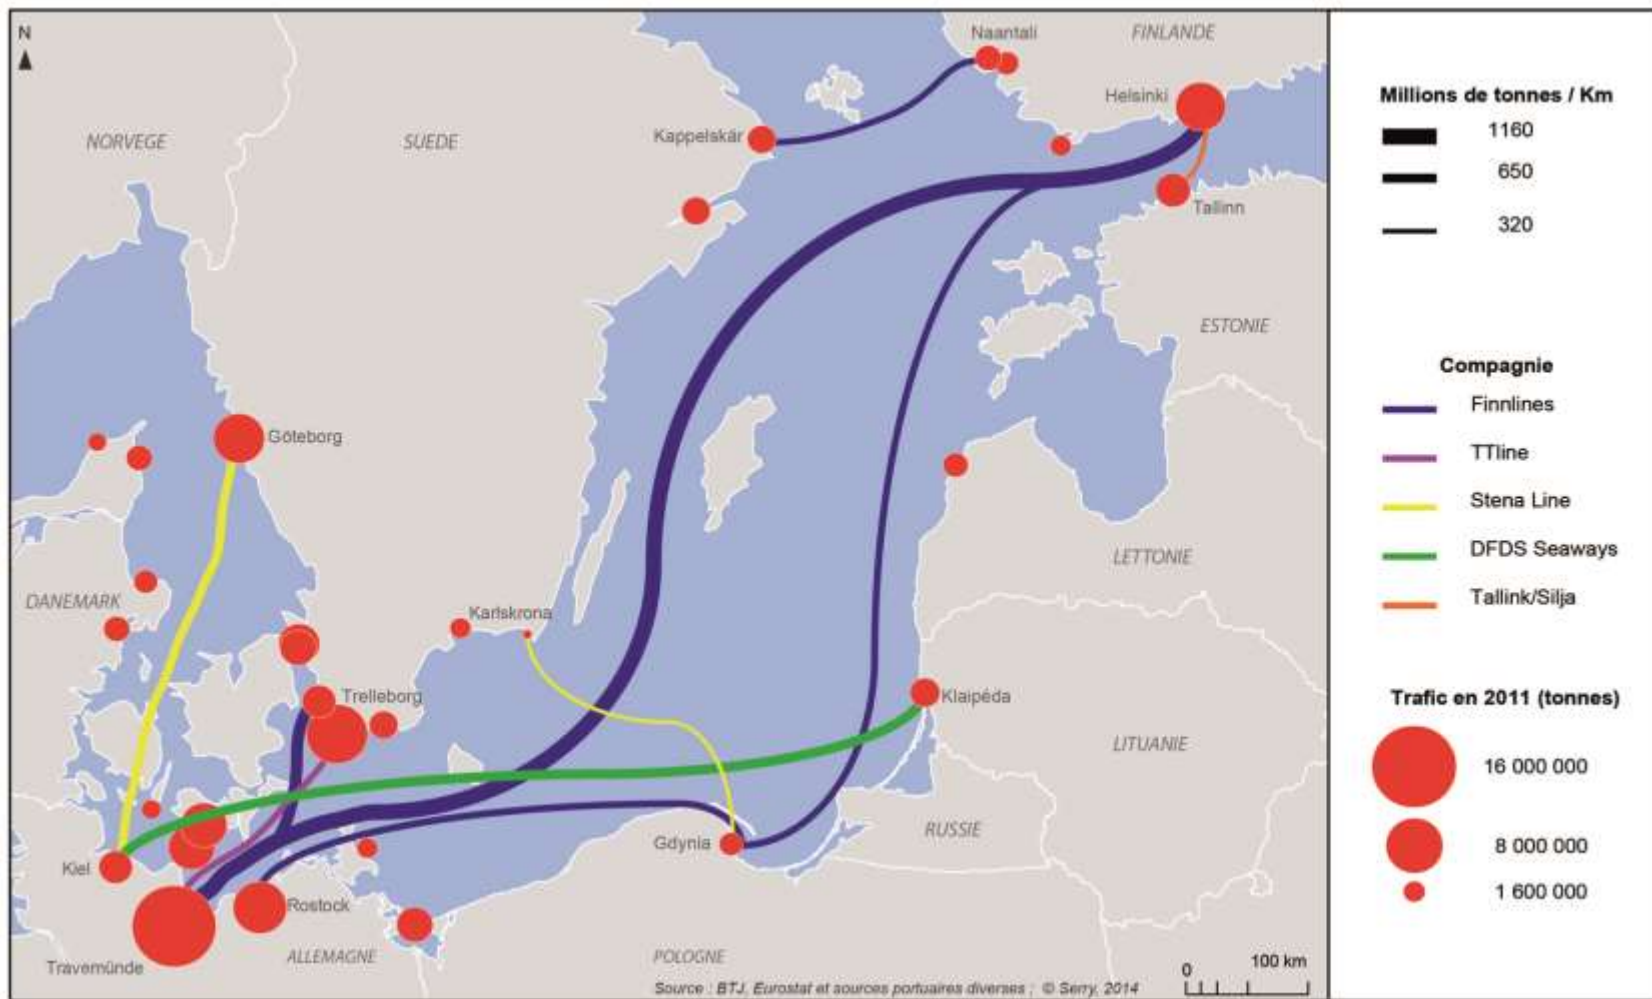 N
Naantali
FINLANDE
Helsinki
NORVEGE
SUEDE
Kappelskär
Tallinn
ESTONIE
Göteborg
LETTONIE
DANEMARK
Karlskrona
Trelleborg
Klaipéda
LITUANIE
RUSSIE
Gdynia
Kiel
Rostock
ALLEMAGNE
POLOGNE
Travemünde
0 100 km
Source : BTJ, Eurostat et sources portuaires diverses ; © Serry, 2014
Millions de tonnes / Km
1160
650
320
Compagnie
Finnlines
TTline
Stena Line
DFDS Seaways
Tallink/Silja
Trafic en 2011 (tonnes)
16 000 000
8 000 000
1 600 000